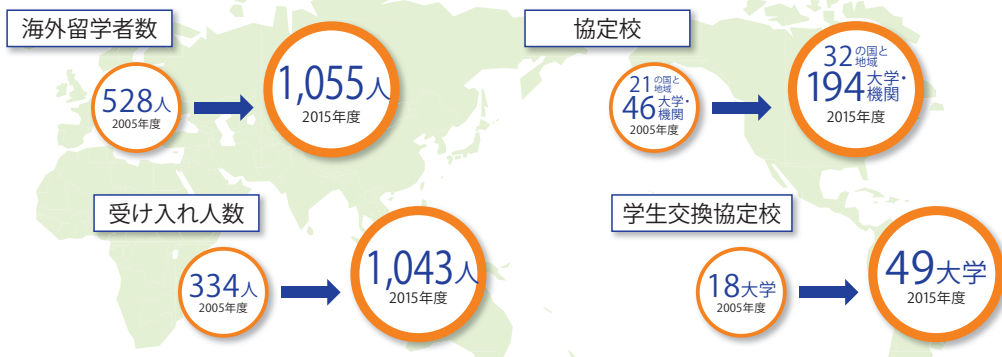 海外留学者数
528人
2005年度
1,055人
2015年度
協定校
21の国と地域
46大学・機関
2005年度
32の国と地域
194大学・機関
2015年度
受け入れ人数
334人
2005年度
1,043人
2015年度
学生交換協定校
18大学
2005年度
49大学
2015年度